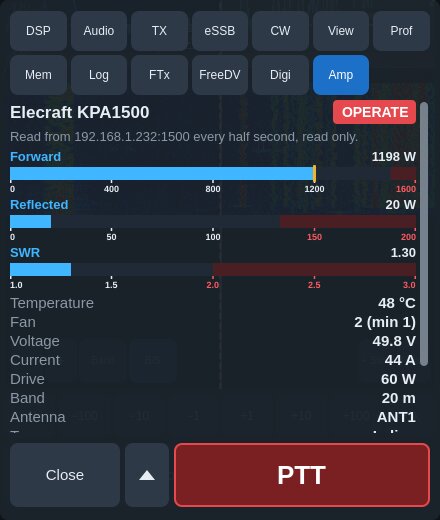 DSP Audio TX eSSB CW View Prof
Mem Log FTx FreeDV Digi Amp
Elecraft KPA1500 OPERATE
Read from 192.168.1.232:1500 every half second, read only.
Forward 1198 W
0 400 800 1200 1600
Reflected 20 W
0 50 100 150 200
SWR 1.30
1.0 1.5 2.0 2.5 3.0
Temperature 48 °C
Fan 2 (min 1)
Voltage 49.8 V
Current 44 A
Drive 60 W
Band 20 m
Antenna ANT1
Close PTT